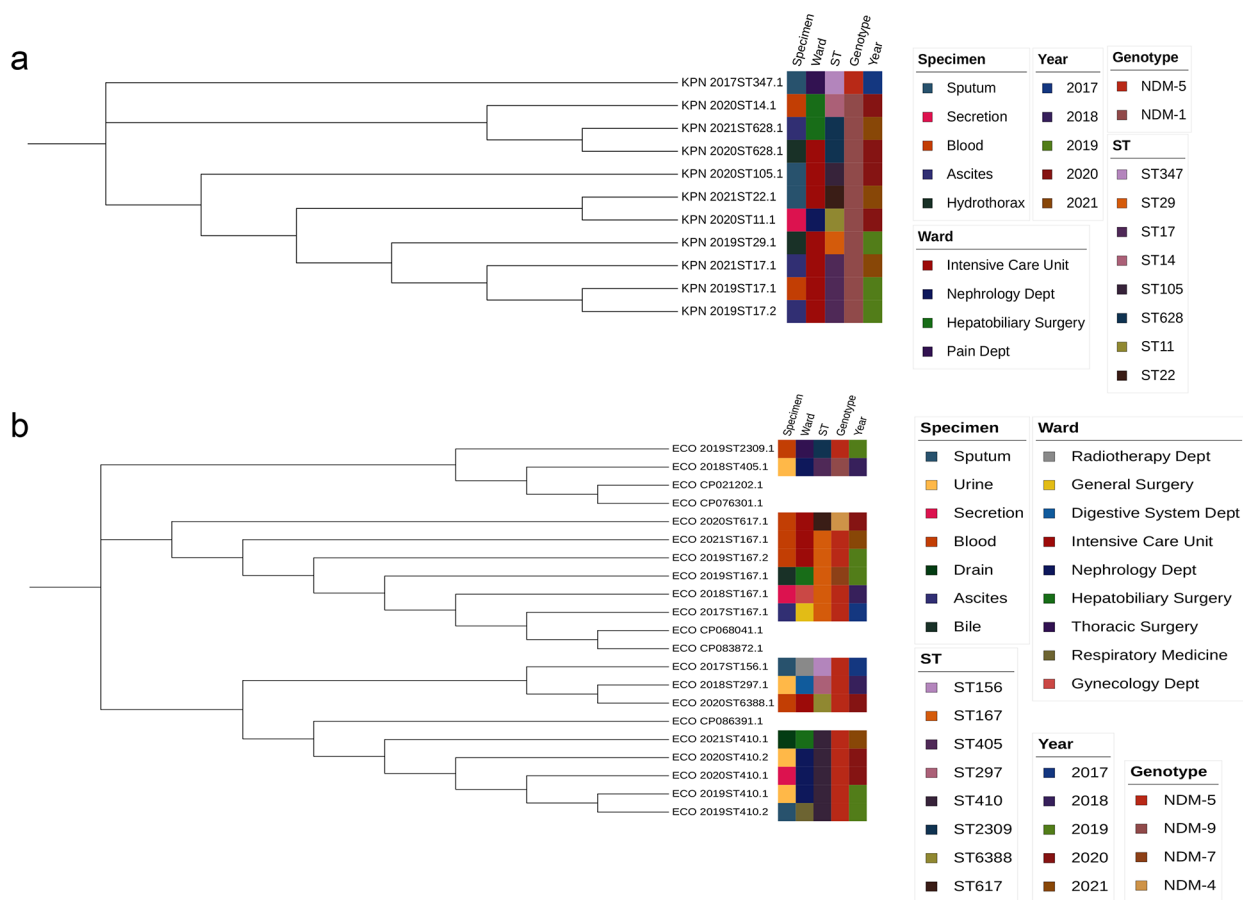 a
Specimen
Ward
ST
Genotype
Year
KPN 2017ST347.1
KPN 2020ST14.1
KPN 2021ST628.1
KPN 2020ST628.1
KPN 2020ST105.1
KPN 2021ST22.1
KPN 2020ST11.1
KPN 2019ST29.1
KPN 2021ST17.1
KPN 2019ST17.1
KPN 2019ST17.2
Specimen
Sputum
Secretion
Blood
Ascites
Hydrothorax
Ward
Intensive Care Unit
Nephrology Dept
Hepatobiliary Surgery
Pain Dept
Year
2017
2018
2019
2020
2021
Genotype
NDM-5
NDM-1
ST
ST347
ST29
ST17
ST14
ST105
ST628
ST11
ST22
b
Specimen
Ward
ST
Genotype
Year
ECO 2019ST2309.1
ECO 2018ST405.1
ECO CP021202.1
ECO CP076301.1
ECO 2020ST617.1
ECO 2021ST167.1
ECO 2019ST167.2
ECO 2019ST167.1
ECO 2018ST167.1
ECO 2017ST167.1
ECO CP068041.1
ECO CP083872.1
ECO 2017ST156.1
ECO 2018ST297.1
ECO 2020ST6388.1
ECO CP086391.1
ECO 2021ST410.1
ECO 2020ST410.2
ECO 2020ST410.1
ECO 2019ST410.1
ECO 2019ST410.2
Specimen
Sputum
Urine
Secretion
Blood
Drain
Ascites
Bile
ST
ST156
ST167
ST405
ST297
ST410
ST2309
ST6388
ST617
Ward
Radiotherapy Dept
General Surgery
Digestive System Dept
Intensive Care Unit
Nephrology Dept
Hepatobiliary Surgery
Thoracic Surgery
Respiratory Medicine
Gynecology Dept
Year
2017
2018
2019
2020
2021
Genotype
NDM-5
NDM-9
NDM-7
NDM-4